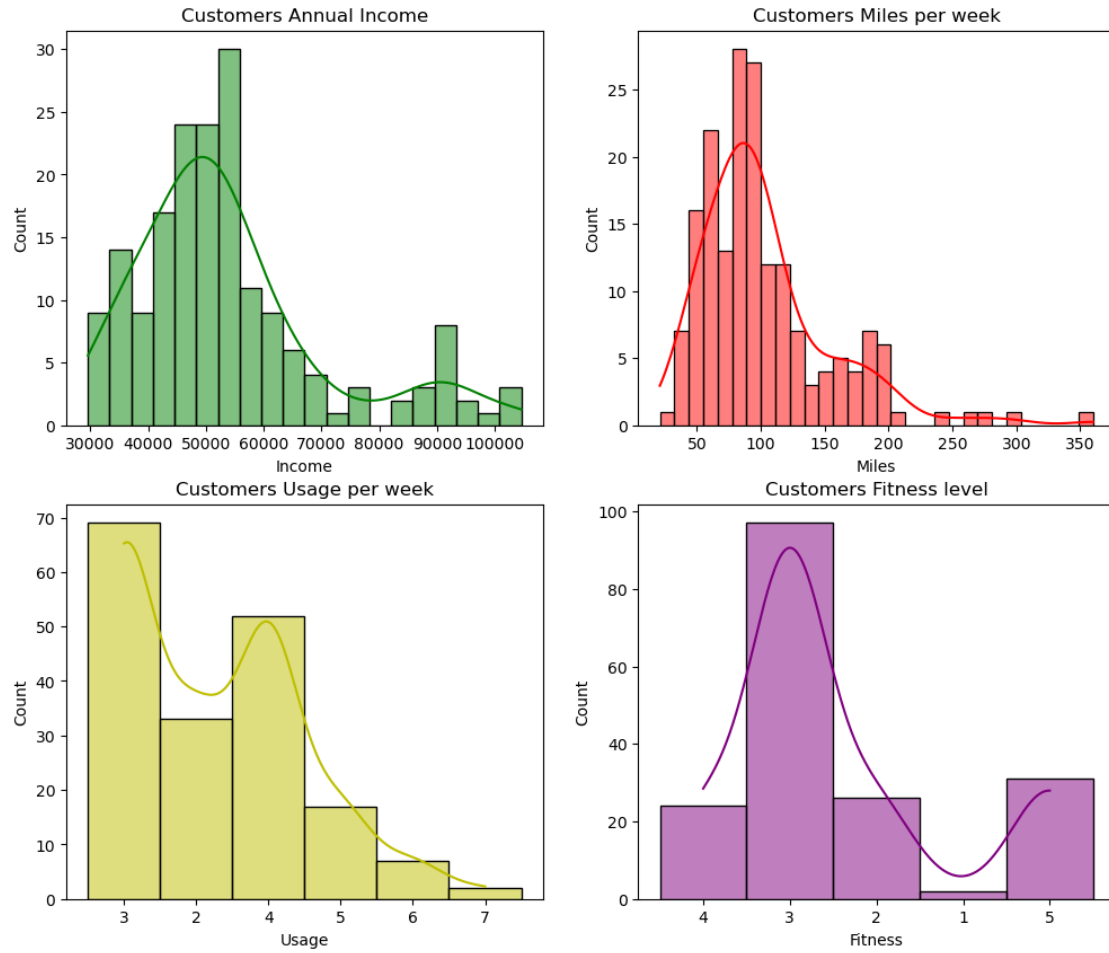 Customers Annual Income
30
25
20
15
10
5
0
Count
30000 40000 50000 60000 70000 80000 90000 100000
Income
Customers Miles per week
25
20
15
10
5
0
Count
50 100 150 200 250 300 350
Miles
Customers Usage per week
70
60
50
40
30
20
10
0
Count
3 2 4 5 6 7
Usage
Customers Fitness level
100
80
60
40
20
0
Count
4 3 2 1 5
Fitness